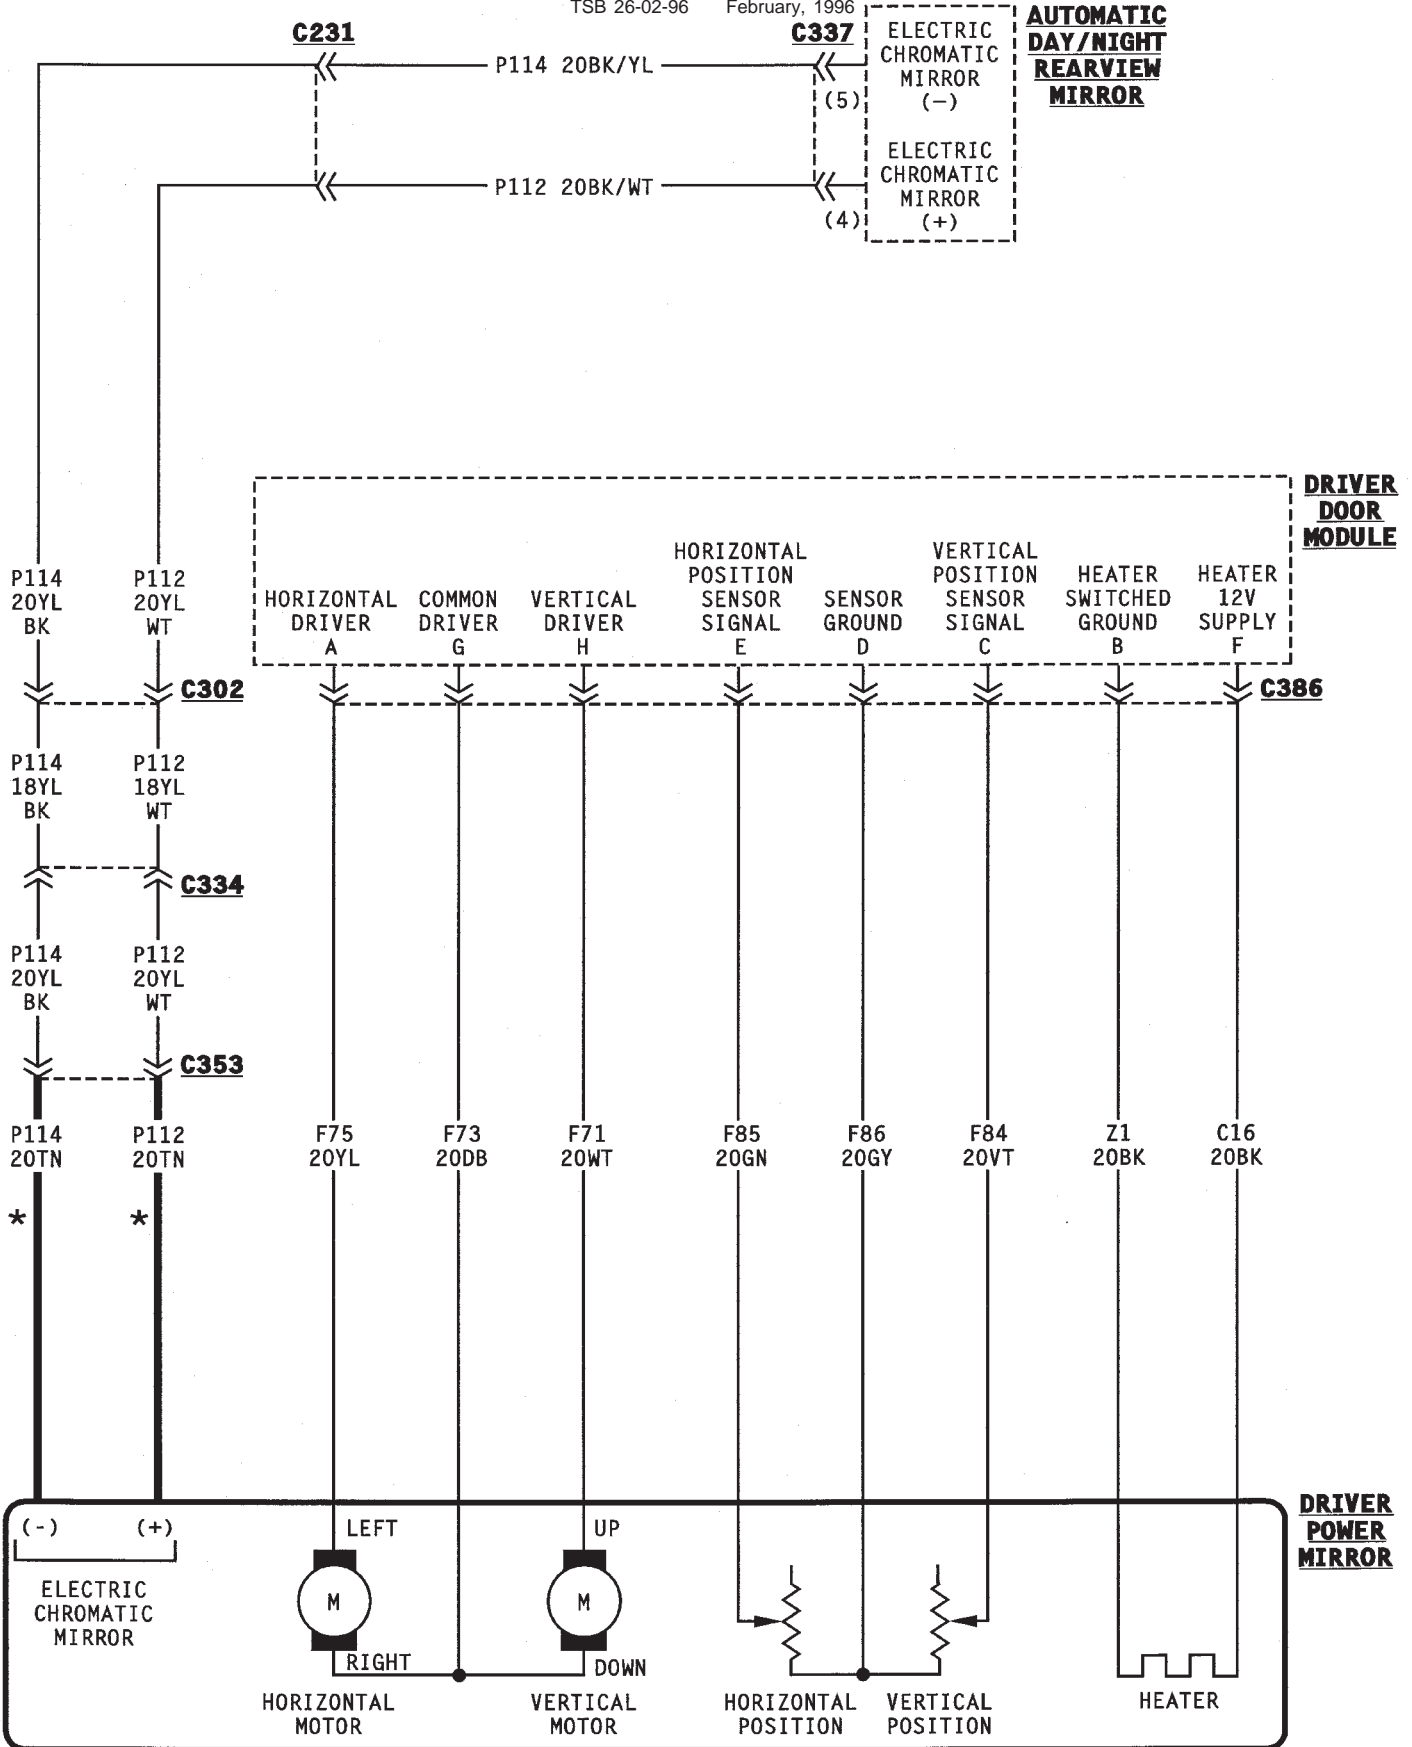 TSB 26-02-96 February, 1996
C231
C337
AUTOMATIC
DAY/NIGHT
REARVIEW
MIRROR
ELECTRIC
CHROMATIC
MIRROR
(–)
P114 20BK/YL
(5)
ELECTRIC
CHROMATIC
MIRROR
(+)
P112 20BK/WT
(4)
DRIVER
DOOR
MODULE
P114
20YL
BK
P112
20YL
WT
HORIZONTAL
DRIVER
A
COMMON
DRIVER
G
VERTICAL
DRIVER
H
HORIZONTAL
POSITION
SENSOR
SIGNAL
E
SENSOR
GROUND
D
VERTICAL
POSITION
SENSOR
SIGNAL
C
HEATER
SWITCHED
GROUND
B
HEATER
12V
SUPPLY
F
C302
C386
P114
18YL
BK
P112
18YL
WT
C334
P114
20YL
BK
P112
20YL
WT
C353
P114
20TN
P112
20TN
F75
20YL
F73
20DB
F71
20WT
F85
20GN
F86
20GY
F84
20VT
Z1
20BK
C16
20BK
*
*
DRIVER
POWER
MIRROR
(-)
(+)
ELECTRIC
CHROMATIC
MIRROR
LEFT
M
RIGHT
HORIZONTAL
MOTOR
UP
M
DOWN
VERTICAL
MOTOR
HORIZONTAL
POSITION
VERTICAL
POSITION
HEATER